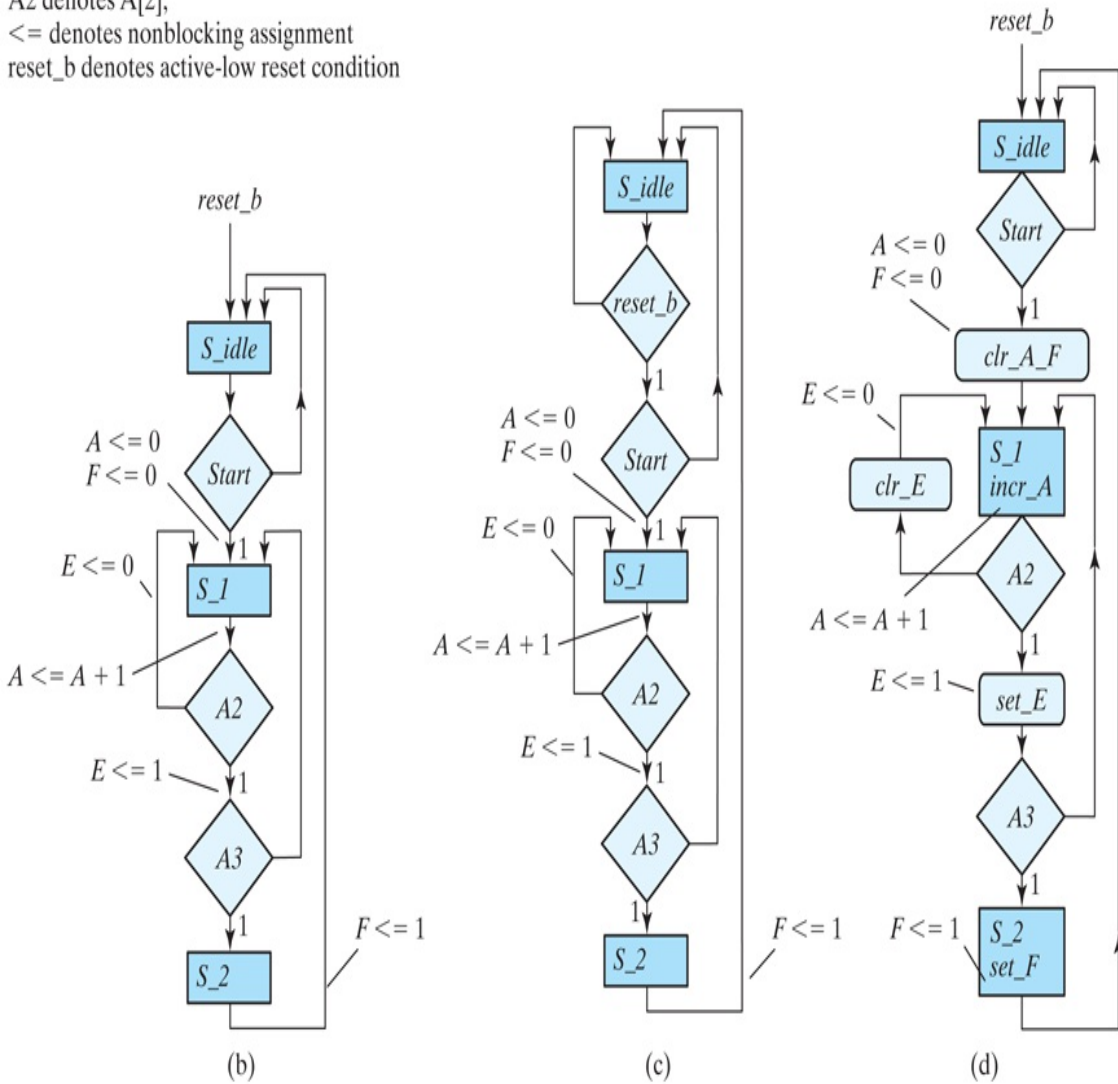 A2 denotes A[2],
<= denotes nonblocking assignment
reset_b denotes active-low reset condition
reset_b
S_idle
Start
A <= 0
F <= 0
1
E <= 0
S_1
A <= A + 1
A2
E <= 1
1
A3
1
S_2
F <= 1
(b)
S_idle
reset_b
1
A <= 0
F <= 0
Start
1
E <= 0
S_1
A <= A + 1
A2
E <= 1
1
A3
1
S_2
F <= 1
(c)
reset_b
S_idle
Start
A <= 0
F <= 0
1
clr_A_F
E <= 0
S_1
incr_A
clr_E
A2
A <= A + 1
1
E <= 1
set_E
A3
1
F <= 1
S_2
set_F
(d)